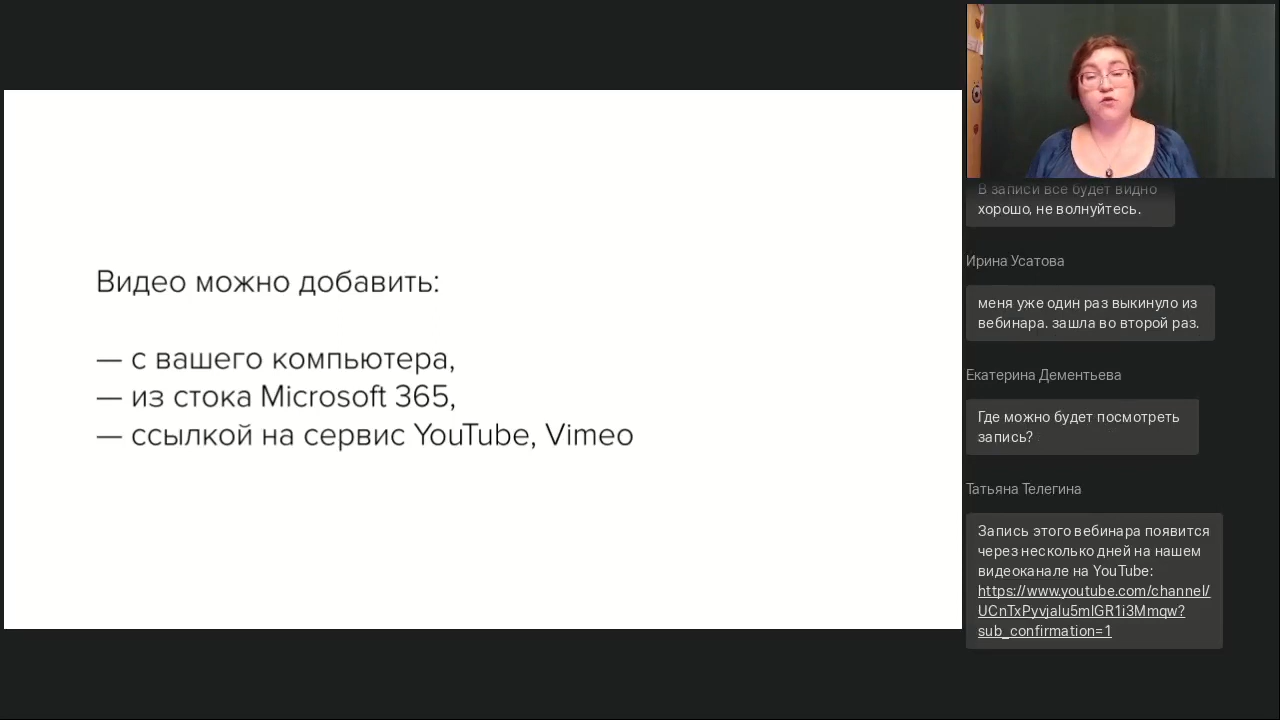 Видео можно добавить:
— с вашего компьютера,
— из стока Microsoft 365,
— ссылкой на сервис YouTube, Vimeo
В записи все будет видно
хорошо, не волнуйтесь.
Ирина Усатова
меня уже один раз выкинуло из
вебинара. зашла во второй раз.
Екатерина Дементьева
Где можно будет посмотреть
запись?
Татьяна Телегина
Запись этого вебинара появится
через несколько дней на нашем
видеоканале на YouTube:
https://www.youtube.com/channel/
UCnTxPyvjalu5mlGR1i3Mmqw?
sub_confirmation=1